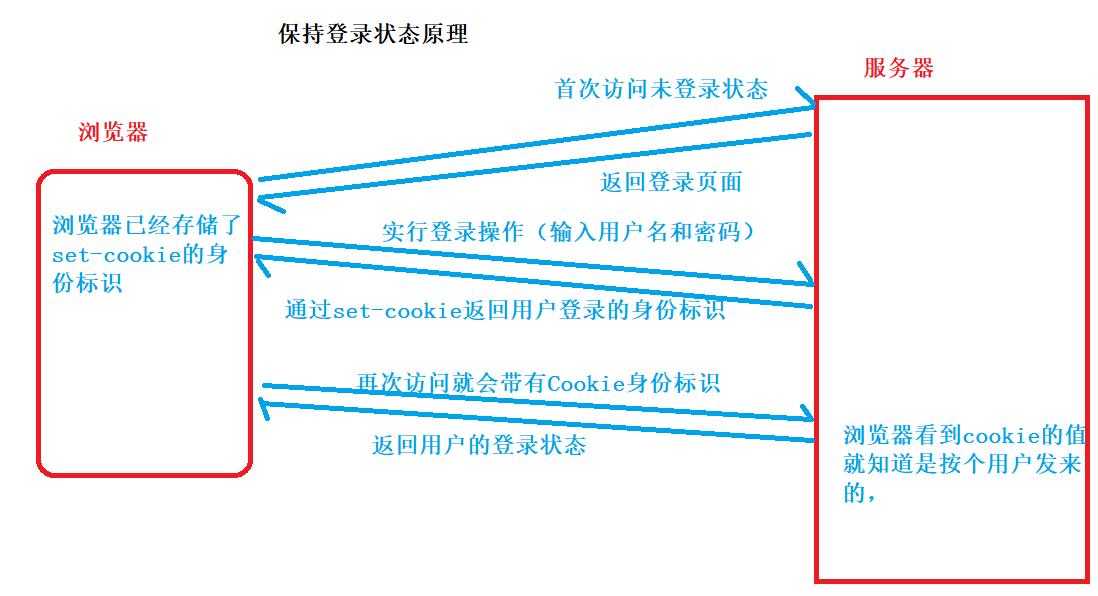 保持登录状态原理
服务器
首次访问未登录状态
浏览器
返回登录页面
浏览器已经存储了
set-cookie的身
份标识
实行登录操作（输入用户名和密码）
通过set-cookie返回用户登录的身份标识
再次访问就会带有Cookie身份标识
返回用户的登录状态
浏览器看到cookie的值
就知道是按个用户发来
的，